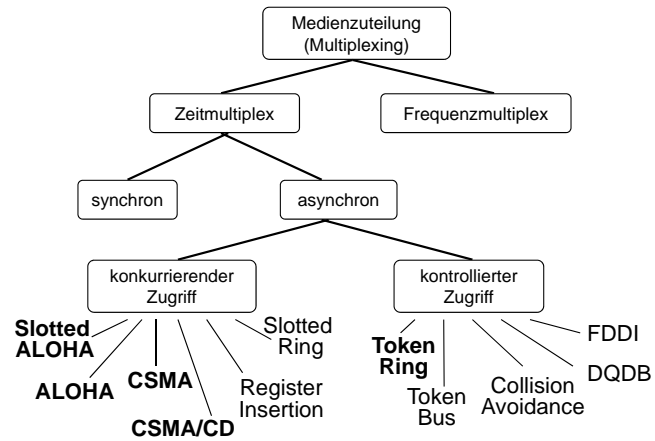 Medienzuteilung
(Multiplexing)
Zeitmultiplex
Frequenzmultiplex
synchron
asynchron
konkurrierender
Zugriff
kontrollierter
Zugriff
Slotted
ALOHA
ALOHA
CSMA
CSMA/CD
Register
Insertion
Slotted
Ring
Token
Ring
Token
Bus
Collision
Avoidance
DQDB
FDDI